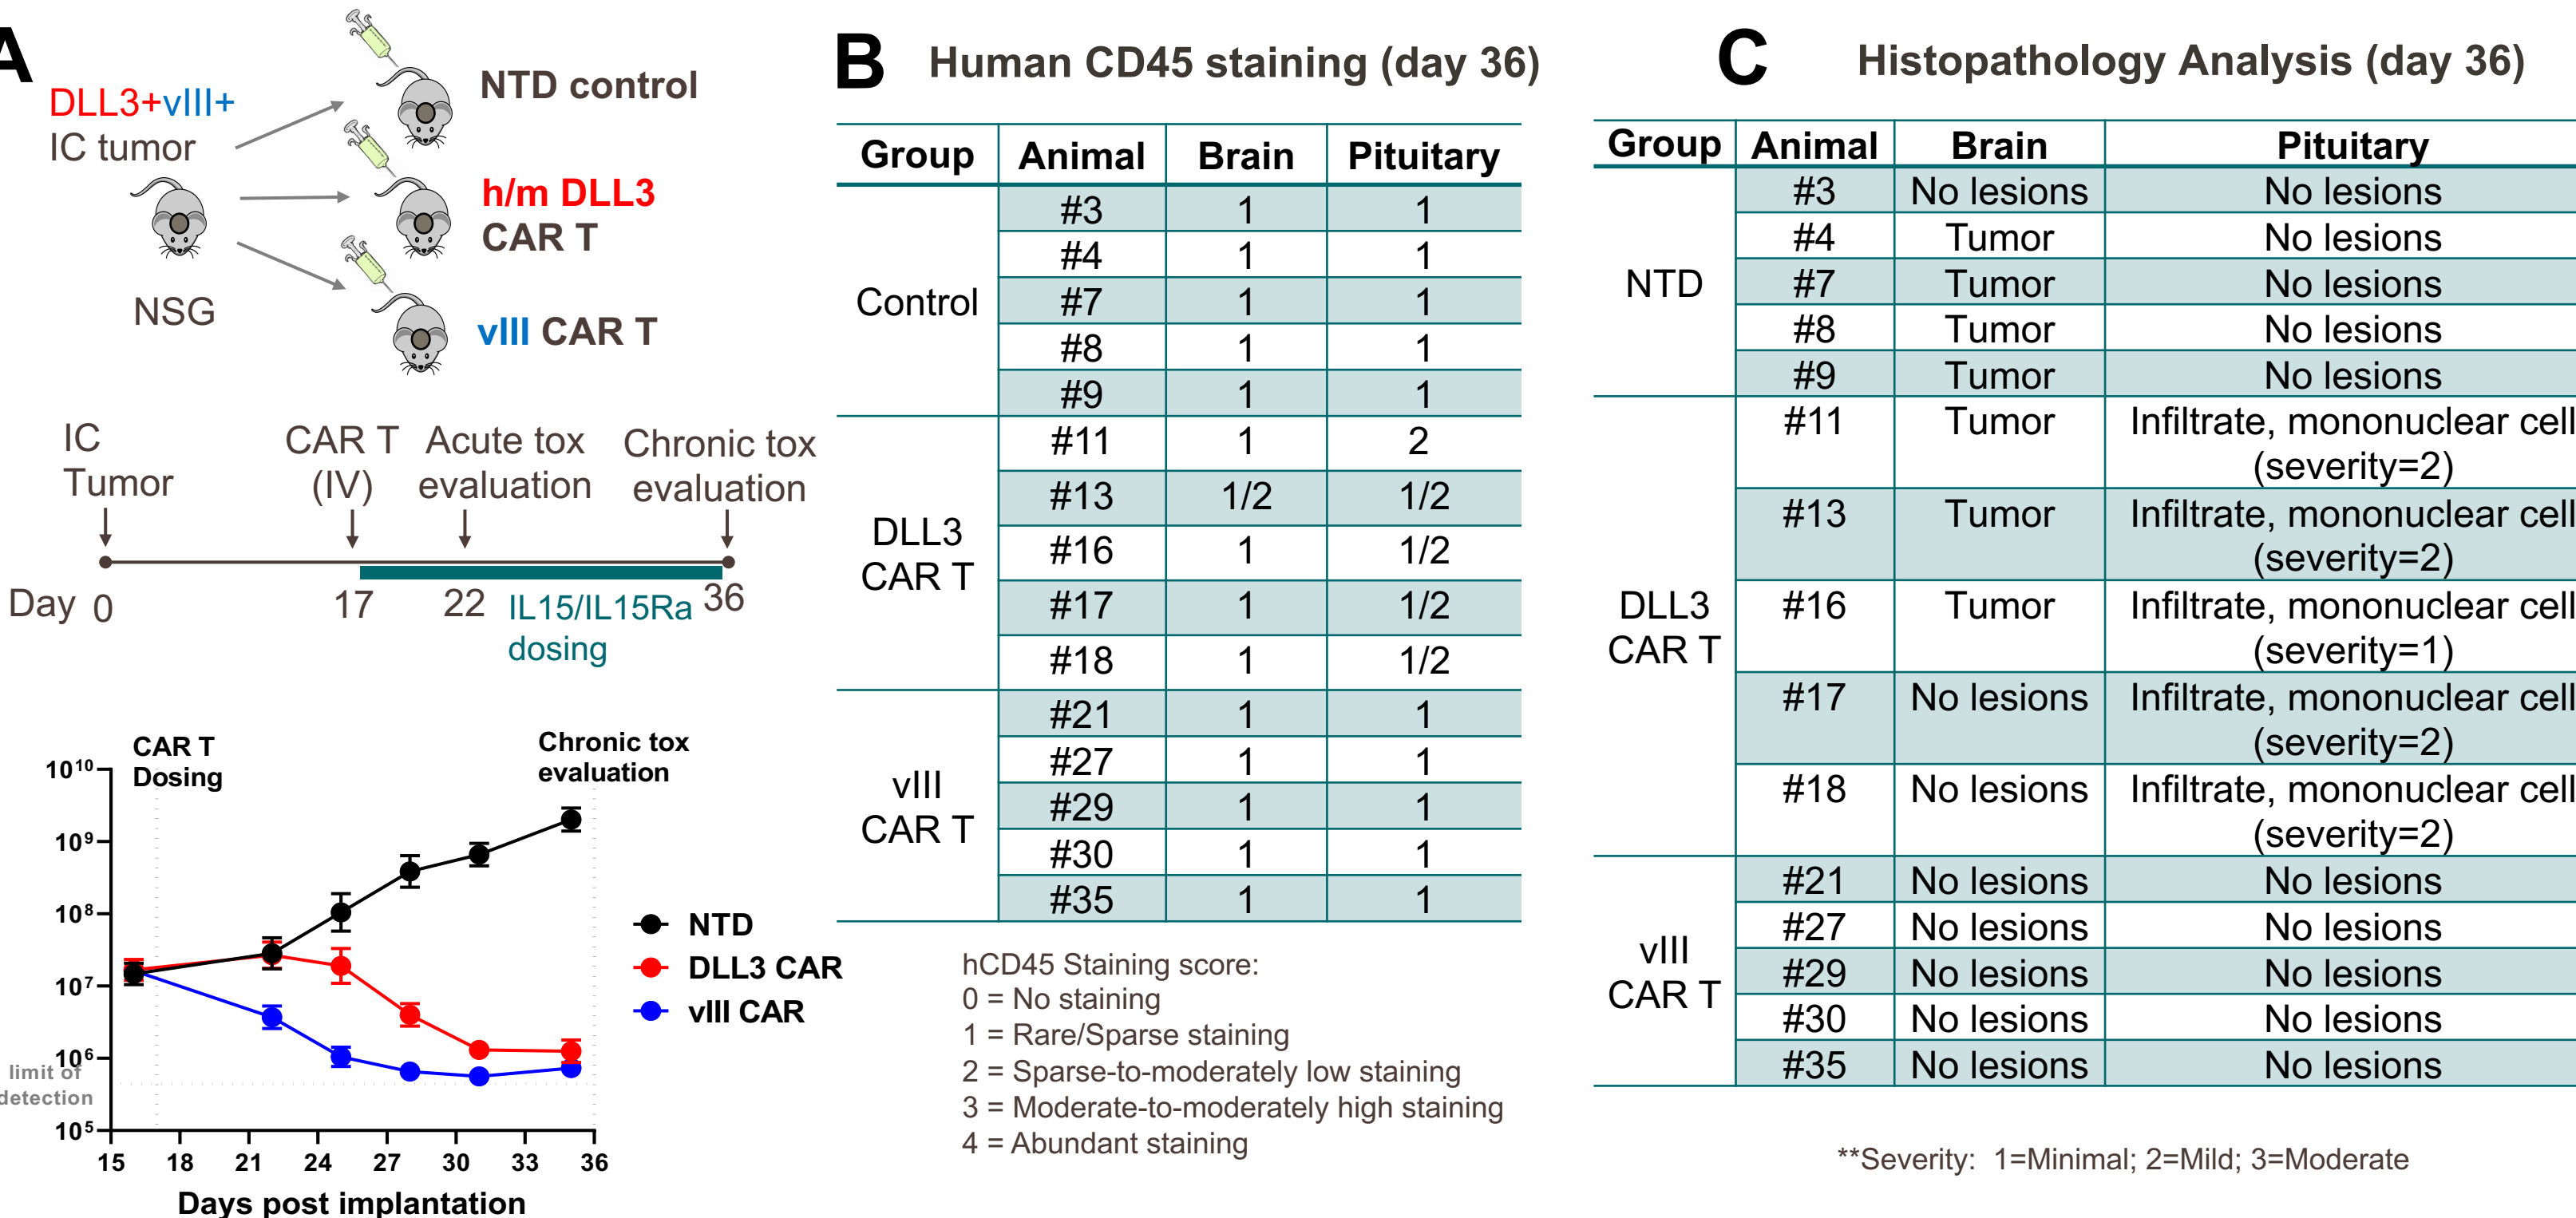 A
DLL3+vIII+
IC tumor
NSG
NTD control
h/m DLL3
CAR T
vIII CAR T
IC
Tumor
CAR T
(IV)
Acute tox
evaluation
Chronic tox
evaluation
Day 0
17
22
IL15/IL15Ra
dosing
36
CAR T
Dosing
Chronic tox
evaluation
10^10
10^9
10^8
10^7
10^6
10^5
limit of
detection
15 18 21 24 27 30 33 36
Days post implantation
NTD
DLL3 CAR
vIII CAR
B Human CD45 staining (day 36)
Group Animal Brain Pituitary
Control
#3 1 1
#4 1 1
#7 1 1
#8 1 1
#9 1 1
DLL3
CAR T
#11 1 2
#13 1/2 1/2
#16 1 1/2
#17 1 1/2
#18 1 1/2
vIII
CAR T
#21 1 1
#27 1 1
#29 1 1
#30 1 1
#35 1 1
hCD45 Staining score:
0 = No staining
1 = Rare/Sparse staining
2 = Sparse-to-moderately low staining
3 = Moderate-to-moderately high staining
4 = Abundant staining
C Histopathology Analysis (day 36)
Group Animal Brain Pituitary
NTD
#3 No lesions No lesions
#4 Tumor No lesions
#7 Tumor No lesions
#8 Tumor No lesions
#9 Tumor No lesions
DLL3
CAR T
#11 Tumor Infiltrate, mononuclear cell
(severity=2)
#13 Tumor Infiltrate, mononuclear cell
(severity=2)
#16 Tumor Infiltrate, mononuclear cell
(severity=1)
#17 No lesions Infiltrate, mononuclear cell
(severity=2)
#18 No lesions Infiltrate, mononuclear cell
(severity=2)
vIII
CAR T
#21 No lesions No lesions
#27 No lesions No lesions
#29 No lesions No lesions
#30 No lesions No lesions
#35 No lesions No lesions
**Severity: 1=Minimal; 2=Mild; 3=Moderate